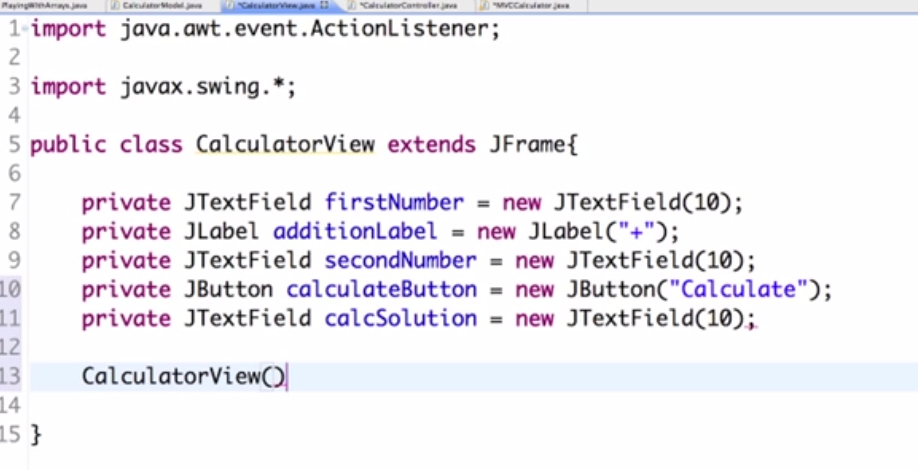 PlayingWithArrays.java CalculatorModel.java *CalculatorView.java *CalculatorController.java *MVCCalculator.java
1 import java.awt.event.ActionListener;
2
3 import javax.swing.*;
4
5 public class CalculatorView extends JFrame{
6
7 private JTextField firstNumber = new JTextField(10);
8 private JLabel additionLabel = new JLabel("+");
9 private JTextField secondNumber = new JTextField(10);
10 private JButton calculateButton = new JButton("Calculate");
11 private JTextField calcSolution = new JTextField(10);
12
13 CalculatorView()
14
15 }